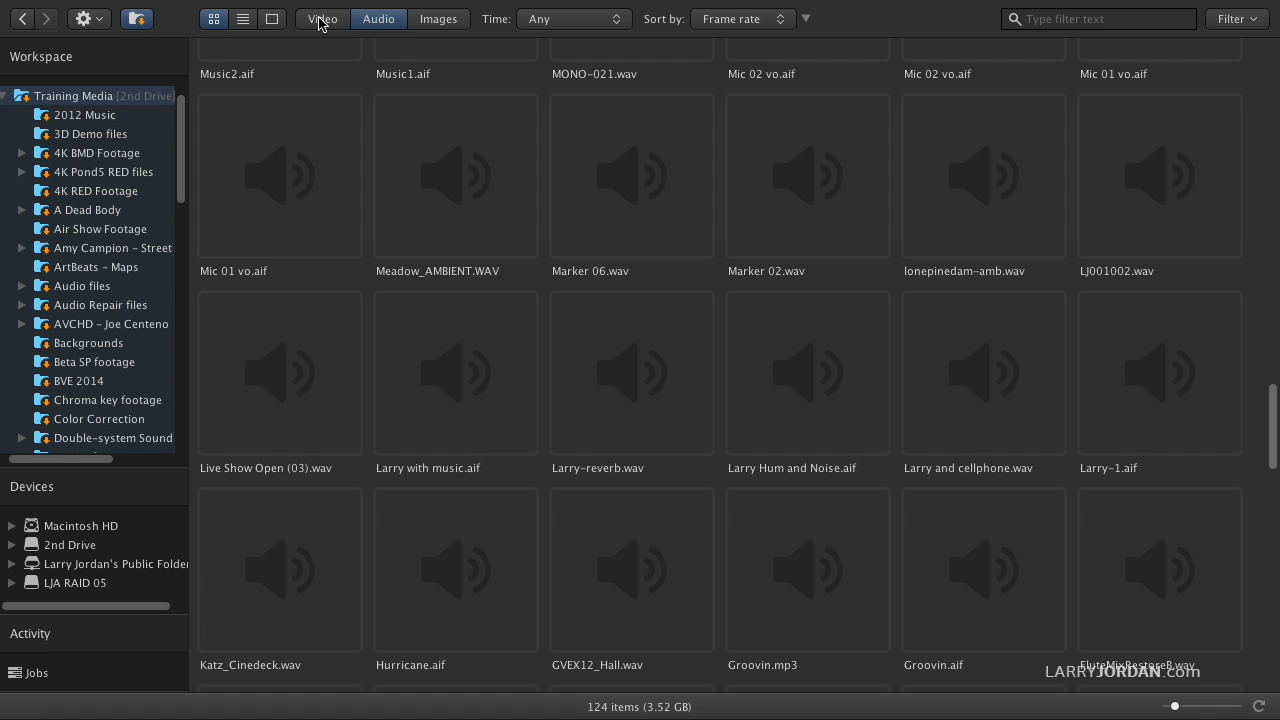 Video Audio Images Time: Any Sort by: Frame rate Type filter text Filter
Workspace
Training Media [2nd Drive]
2012 Music
3D Demo files
4K BMD Footage
4K Pond5 RED files
4K RED Footage
A Dead Body
Air Show Footage
Amy Campion - Street
ArtBeats - Maps
Audio files
Audio Repair files
AVCHD - Joe Centeno
Backgrounds
Beta SP footage
BVE 2014
Chroma key footage
Color Correction
Double-system Sound
Devices
Macintosh HD
2nd Drive
Larry Jordan's Public Folder
LJA RAID 05
Activity
Jobs
Music2.aif Music1.aif MONO-021.wav Mic 02 vo.aif Mic 02 vo.aif Mic 01 vo.aif
Mic 01 vo.aif Meadow_AMBIENT.WAV Marker 06.wav Marker 02.wav lonepinedam-amb.wav LJ001002.wav
Live Show Open (03).wav Larry with music.aif Larry-reverb.wav Larry Hum and Noise.aif Larry and cellphone.wav Larry-1.aif
Katz_Cinedeck.wav Hurricane.aif GVEX12_Hall.wav Groovin.mp3 Groovin.aif FluteMixRestoreB.wav
LARRYJORDAN.com
124 items (3.52 GB)